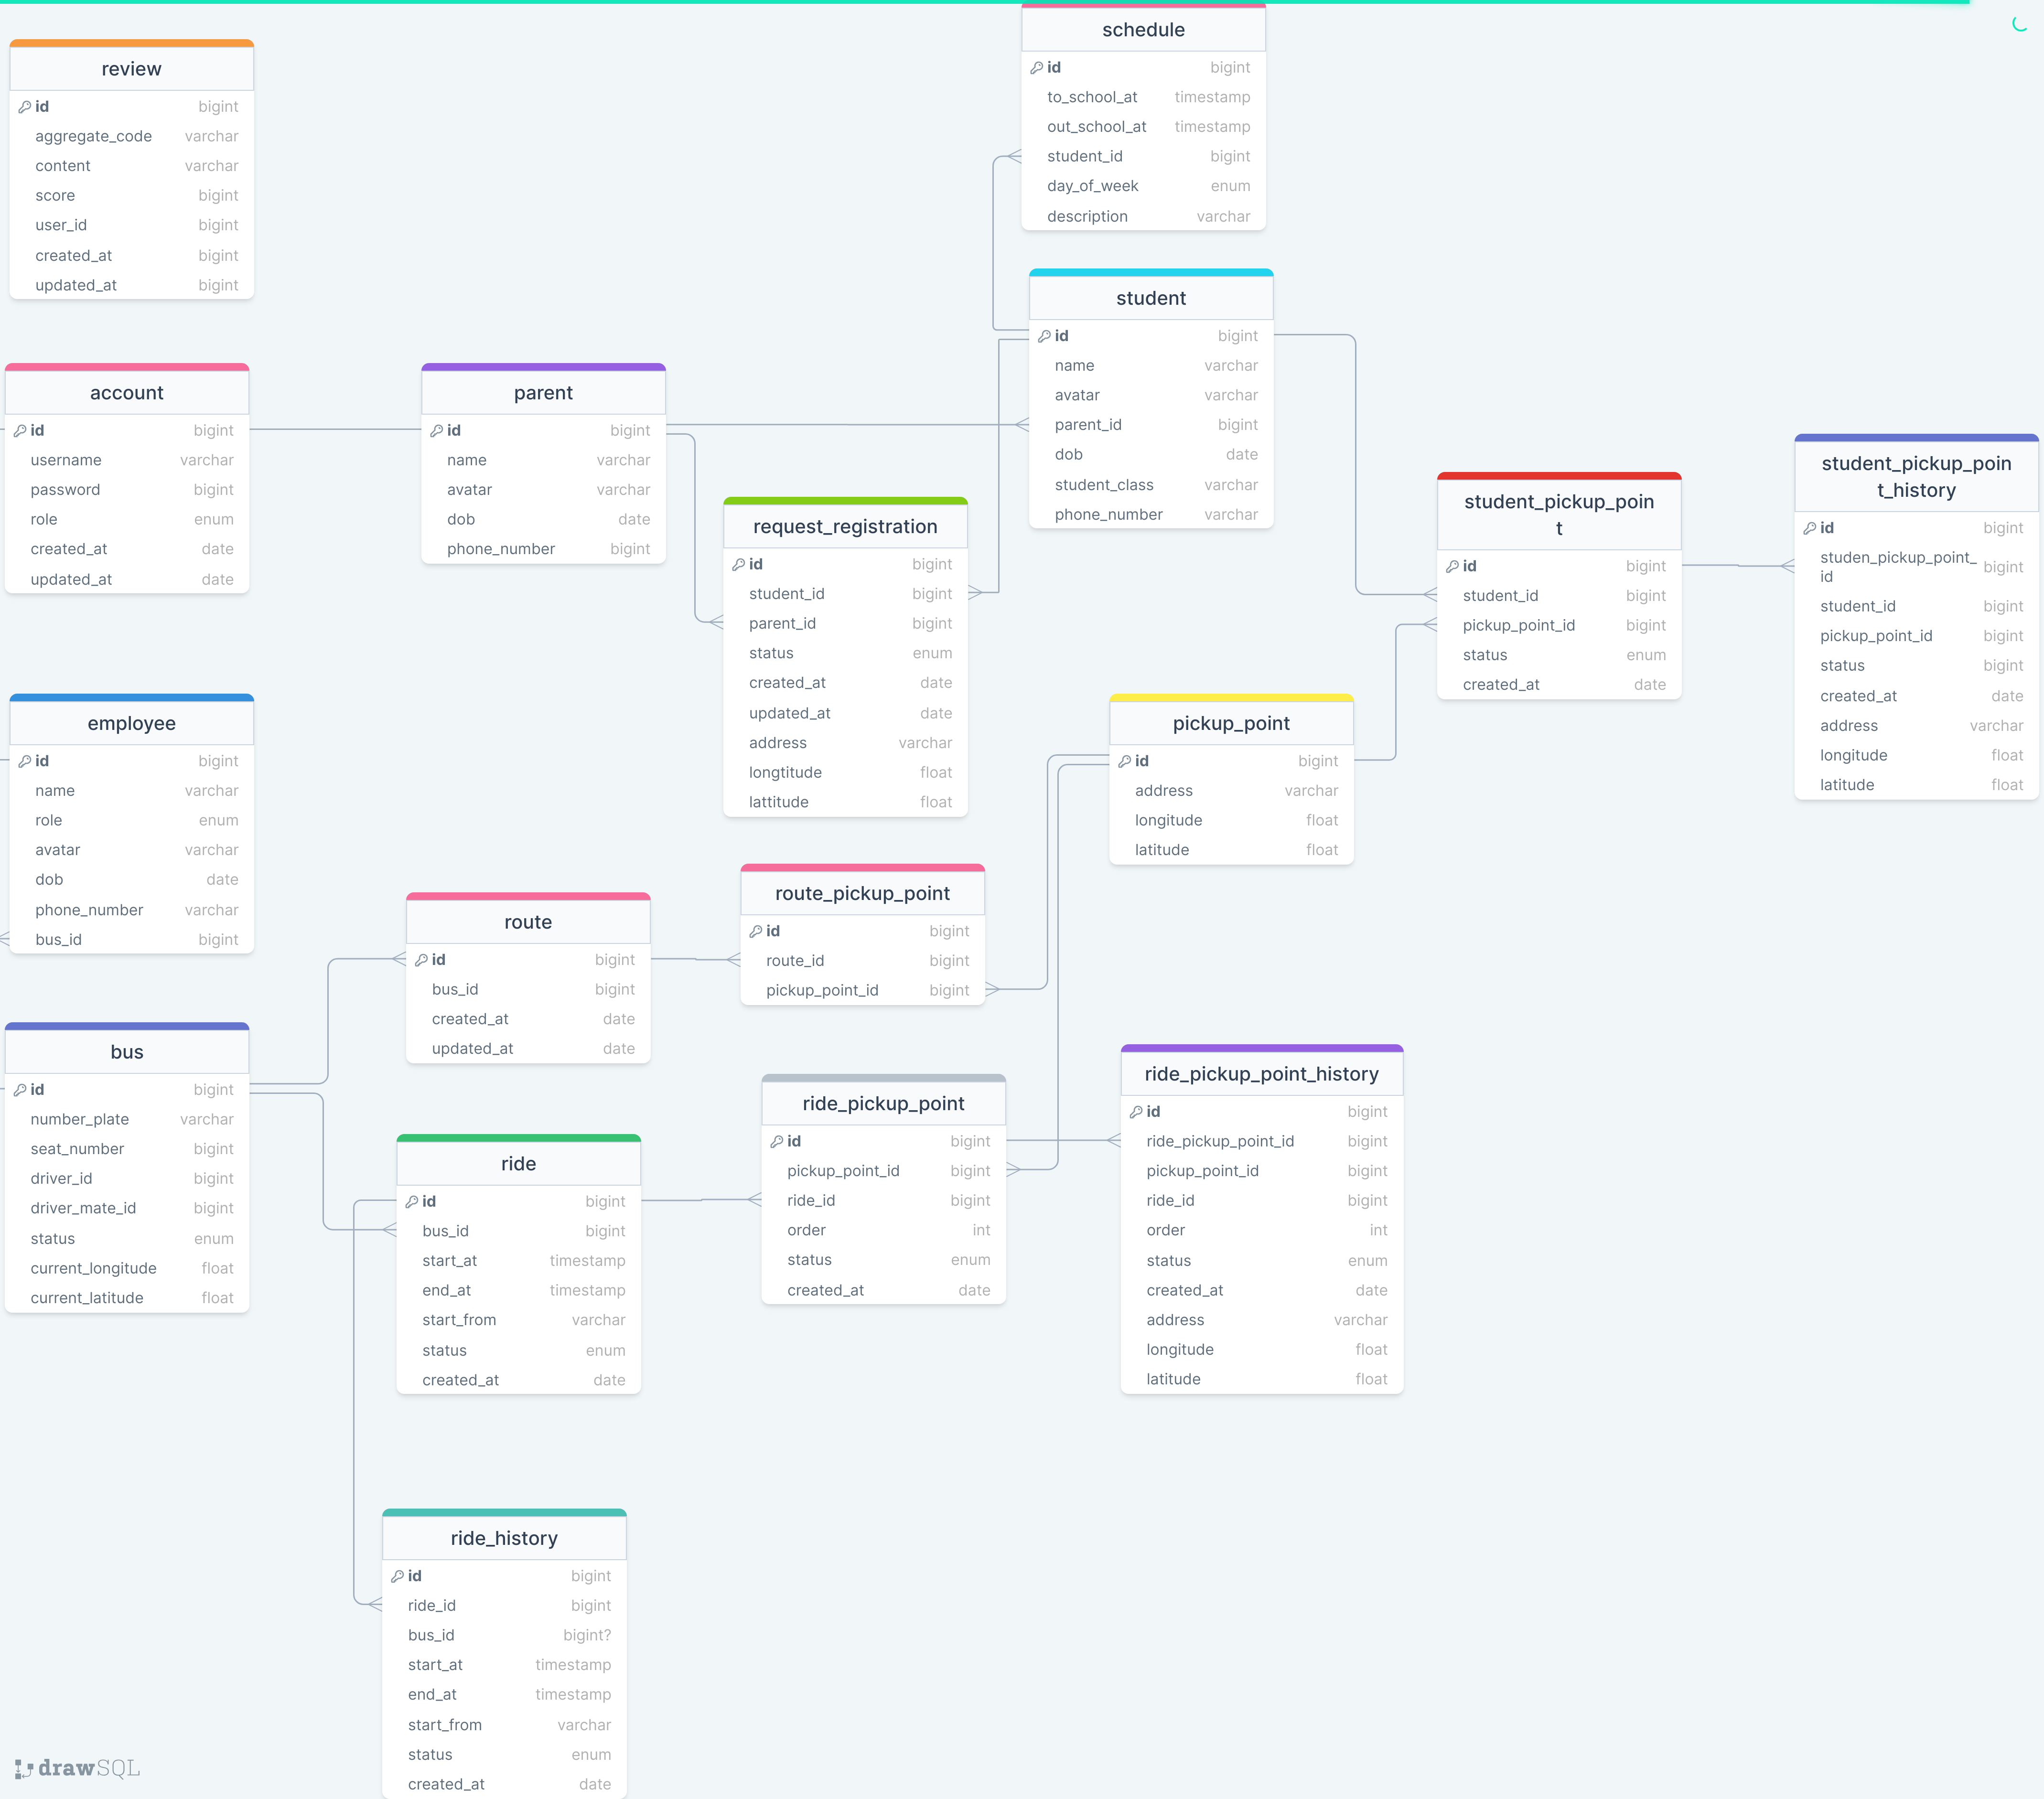 review
id bigint
aggregate_code varchar
content varchar
score bigint
user_id bigint
created_at bigint
updated_at bigint
schedule
id bigint
to_school_at timestamp
out_school_at timestamp
student_id bigint
day_of_week enum
description varchar
student
id bigint
name varchar
avatar varchar
parent_id bigint
dob date
student_class varchar
phone_number varchar
account
id bigint
username varchar
password bigint
role enum
created_at date
updated_at date
parent
id bigint
name varchar
avatar varchar
dob date
phone_number bigint
request_registration
id bigint
student_id bigint
parent_id bigint
status enum
created_at date
updated_at date
address varchar
longtitude float
lattitude float
student_pickup_poin
t
id bigint
student_id bigint
pickup_point_id bigint
status enum
created_at date
student_pickup_poin
t_history
id bigint
studen_pickup_point_
id bigint
student_id bigint
pickup_point_id bigint
status bigint
created_at date
address varchar
longitude float
latitude float
employee
id bigint
name varchar
role enum
avatar varchar
dob date
phone_number varchar
bus_id bigint
pickup_point
id bigint
address varchar
longitude float
latitude float
route
id bigint
bus_id bigint
created_at date
updated_at date
route_pickup_point
id bigint
route_id bigint
pickup_point_id bigint
bus
id bigint
number_plate varchar
seat_number bigint
driver_id bigint
driver_mate_id bigint
status enum
current_longitude float
current_latitude float
ride
id bigint
bus_id bigint
start_at timestamp
end_at timestamp
start_from varchar
status enum
created_at date
ride_pickup_point
id bigint
pickup_point_id bigint
ride_id bigint
order int
status enum
created_at date
ride_pickup_point_history
id bigint
ride_pickup_point_id bigint
pickup_point_id bigint
ride_id bigint
order int
status enum
created_at date
address varchar
longitude float
latitude float
ride_history
id bigint
ride_id bigint
bus_id bigint?
start_at timestamp
end_at timestamp
start_from varchar
status enum
created_at date
drawSQL